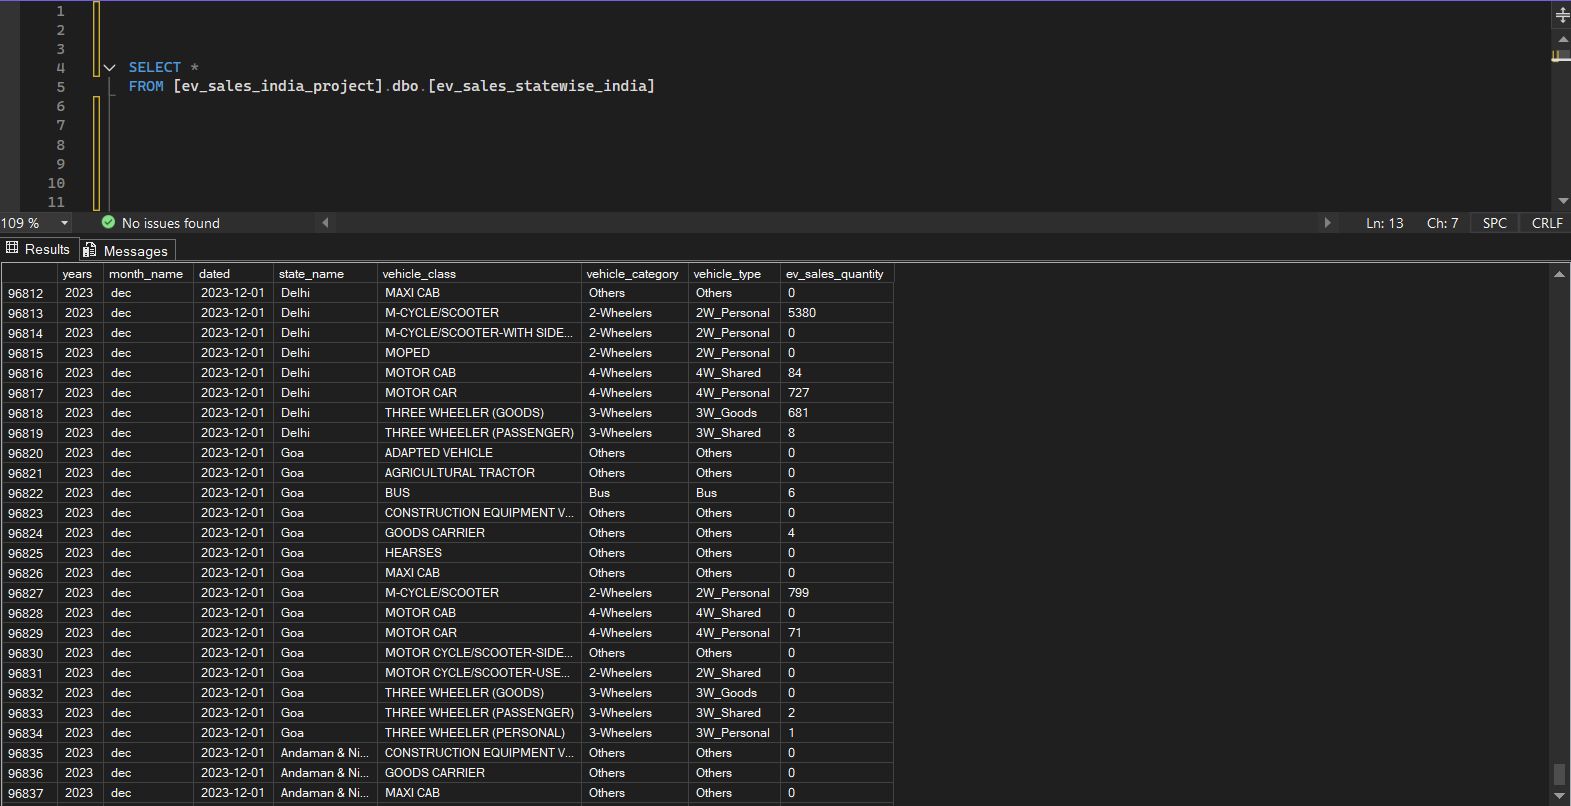 1
2
3
4 SELECT *
5 FROM [ev_sales_india_project].dbo.[ev_sales_statewise_india]
6
7
8
9
10
11
109 % No issues found Ln: 13 Ch: 7 SPC CRLF
Results Messages
years month_name dated state_name vehicle_class vehicle_category vehicle_type ev_sales_quantity
96812 2023 dec 2023-12-01 Delhi MAXI CAB Others Others 0
96813 2023 dec 2023-12-01 Delhi M-CYCLE/SCOOTER 2-Wheelers 2W_Personal 5380
96814 2023 dec 2023-12-01 Delhi M-CYCLE/SCOOTER-WITH SIDE... 2-Wheelers 2W_Personal 0
96815 2023 dec 2023-12-01 Delhi MOPED 2-Wheelers 2W_Personal 0
96816 2023 dec 2023-12-01 Delhi MOTOR CAB 4-Wheelers 4W_Shared 84
96817 2023 dec 2023-12-01 Delhi MOTOR CAR 4-Wheelers 4W_Personal 727
96818 2023 dec 2023-12-01 Delhi THREE WHEELER (GOODS) 3-Wheelers 3W_Goods 681
96819 2023 dec 2023-12-01 Delhi THREE WHEELER (PASSENGER) 3-Wheelers 3W_Shared 8
96820 2023 dec 2023-12-01 Goa ADAPTED VEHICLE Others Others 0
96821 2023 dec 2023-12-01 Goa AGRICULTURAL TRACTOR Others Others 0
96822 2023 dec 2023-12-01 Goa BUS Bus Bus 6
96823 2023 dec 2023-12-01 Goa CONSTRUCTION EQUIPMENT V... Others Others 0
96824 2023 dec 2023-12-01 Goa GOODS CARRIER Others Others 4
96825 2023 dec 2023-12-01 Goa HEARSES Others Others 0
96826 2023 dec 2023-12-01 Goa MAXI CAB Others Others 0
96827 2023 dec 2023-12-01 Goa M-CYCLE/SCOOTER 2-Wheelers 2W_Personal 799
96828 2023 dec 2023-12-01 Goa MOTOR CAB 4-Wheelers 4W_Shared 0
96829 2023 dec 2023-12-01 Goa MOTOR CAR 4-Wheelers 4W_Personal 71
96830 2023 dec 2023-12-01 Goa MOTOR CYCLE/SCOOTER-SIDE... Others Others 0
96831 2023 dec 2023-12-01 Goa MOTOR CYCLE/SCOOTER-USE... 2-Wheelers 2W_Shared 0
96832 2023 dec 2023-12-01 Goa THREE WHEELER (GOODS) 3-Wheelers 3W_Goods 0
96833 2023 dec 2023-12-01 Goa THREE WHEELER (PASSENGER) 3-Wheelers 3W_Shared 2
96834 2023 dec 2023-12-01 Goa THREE WHEELER (PERSONAL) 3-Wheelers 3W_Personal 1
96835 2023 dec 2023-12-01 Andaman & Ni... CONSTRUCTION EQUIPMENT V... Others Others 0
96836 2023 dec 2023-12-01 Andaman & Ni... GOODS CARRIER Others Others 0
96837 2023 dec 2023-12-01 Andaman & Ni... MAXI CAB Others Others 0